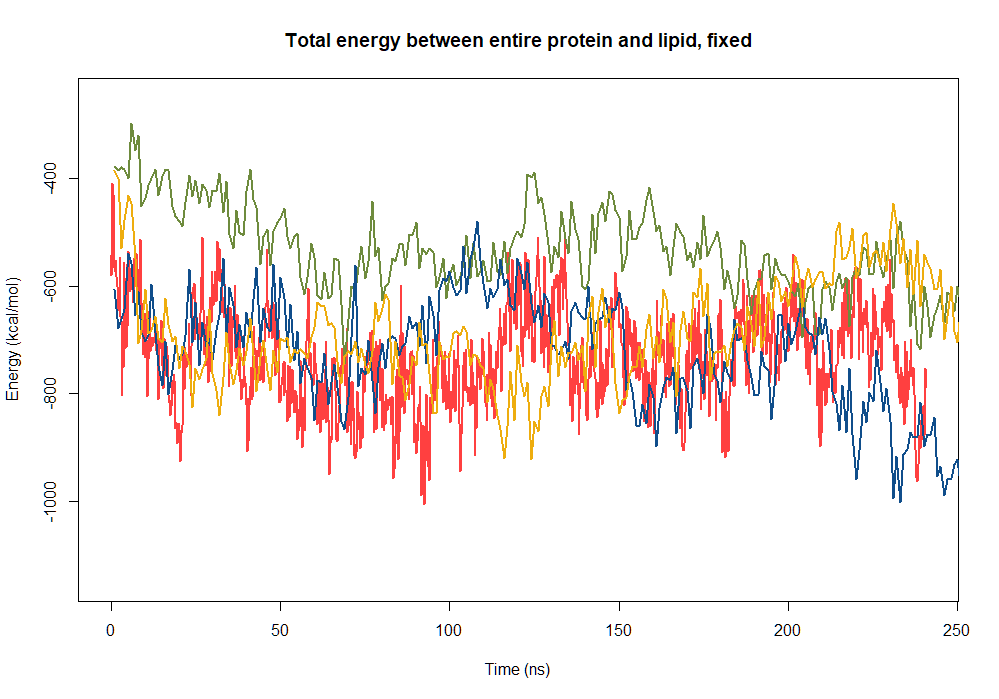 Total energy between entire protein and lipid, fixed
Energy (kcal/mol)
-400
-600
-800
-1000
0 50 100 150 200 250
Time (ns)